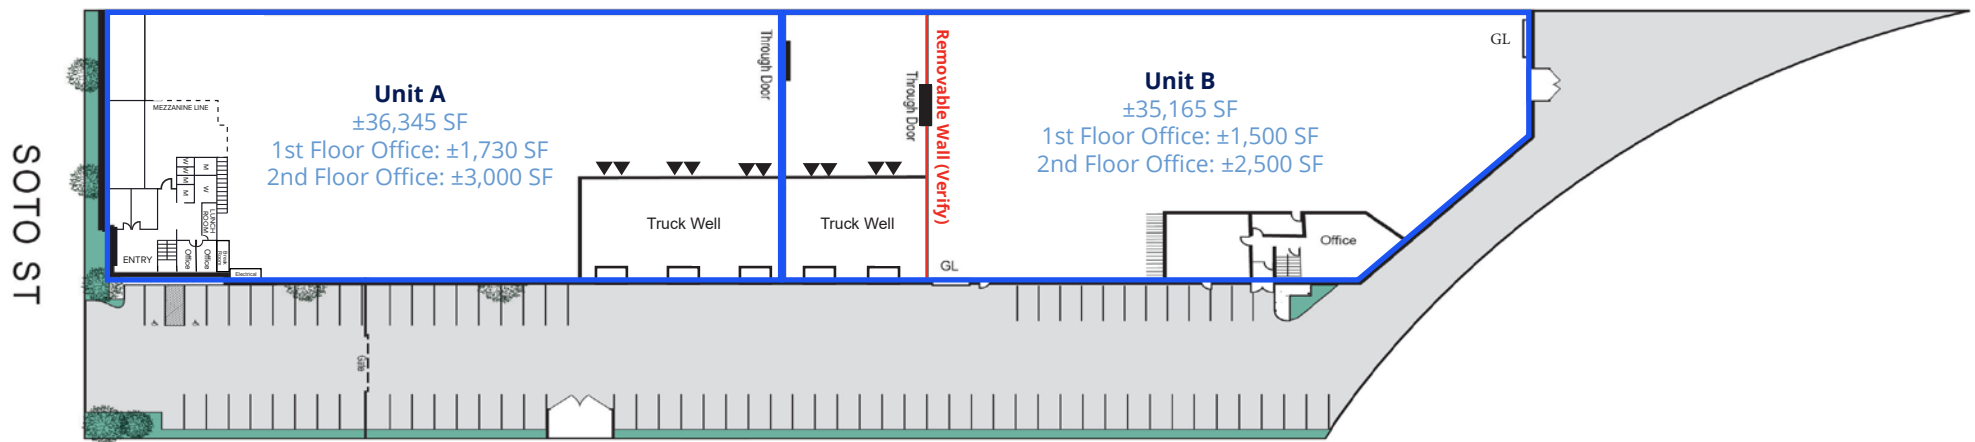 SOTO ST
Unit A
±36,345 SF
1st Floor Office: ±1,730 SF
2nd Floor Office: ±3,000 SF
MEZZANINE LINE
W
W
M
M
M
W
M
LUNCH
ROOM
ENTRY
Office
Office
Electrical
Truck Well
Through Door
Truck Well
Through Door
Removable Wall (Verify)
GL
Unit B
±35,165 SF
1st Floor Office: ±1,500 SF
2nd Floor Office: ±2,500 SF
GL
Office
Gate